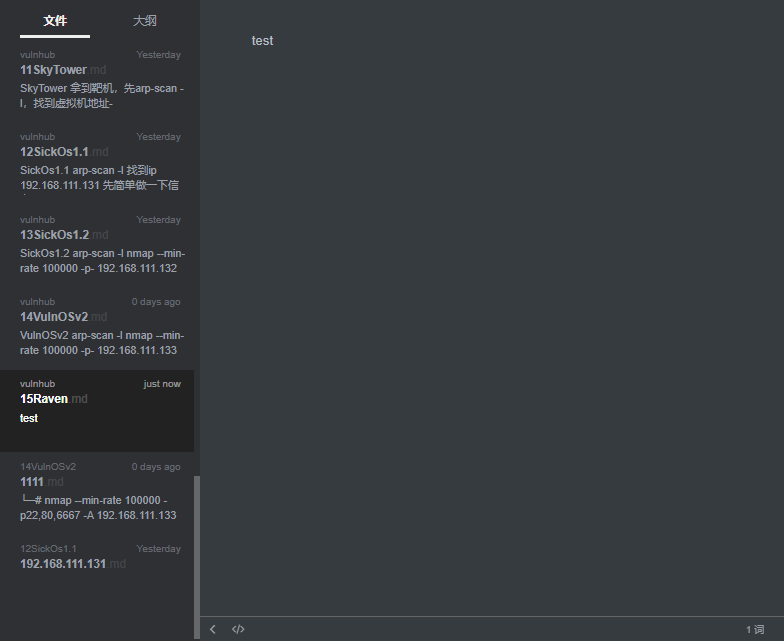 文件 大纲
vulnhub Yesterday
11SkyTower.md
SkyTower 拿到靶机，先arp-scan -
l，找到虚拟机地址-
vulnhub Yesterday
12SickOs1.1.md
SickOs1.1 arp-scan -l 找到ip
192.168.111.131 先简单做一下信
vulnhub Yesterday
13SickOs1.2.md
SickOs1.2 arp-scan -l nmap --min-
rate 100000 -p- 192.168.111.132
vulnhub 0 days ago
14VulnOSv2.md
VulnOSv2 arp-scan -l nmap --min-
rate 100000 -p- 192.168.111.133
vulnhub just now
15Raven.md
test
14VulnOSv2 0 days ago
1111.md
└─# nmap --min-rate 100000 -
p22,80,6667 -A 192.168.111.133
12SickOs1.1 Yesterday
192.168.111.131.md
test
1 词